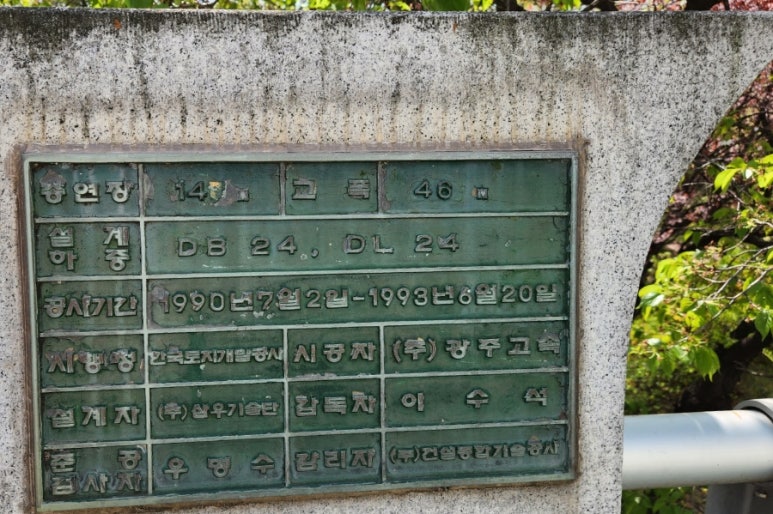 총연장 14 교 폭 46 m
설 계
하 중 DB 24, DL 24
공사기간 1990년7월2일-1993년6월20일
시행청 한국토지개발공사 시공자 (주)광주고속
설계자 (주)삼우기술단 감독자 이 수 석
준 공
검사자 우 명 수 감리자 (주)건설종합기술공사